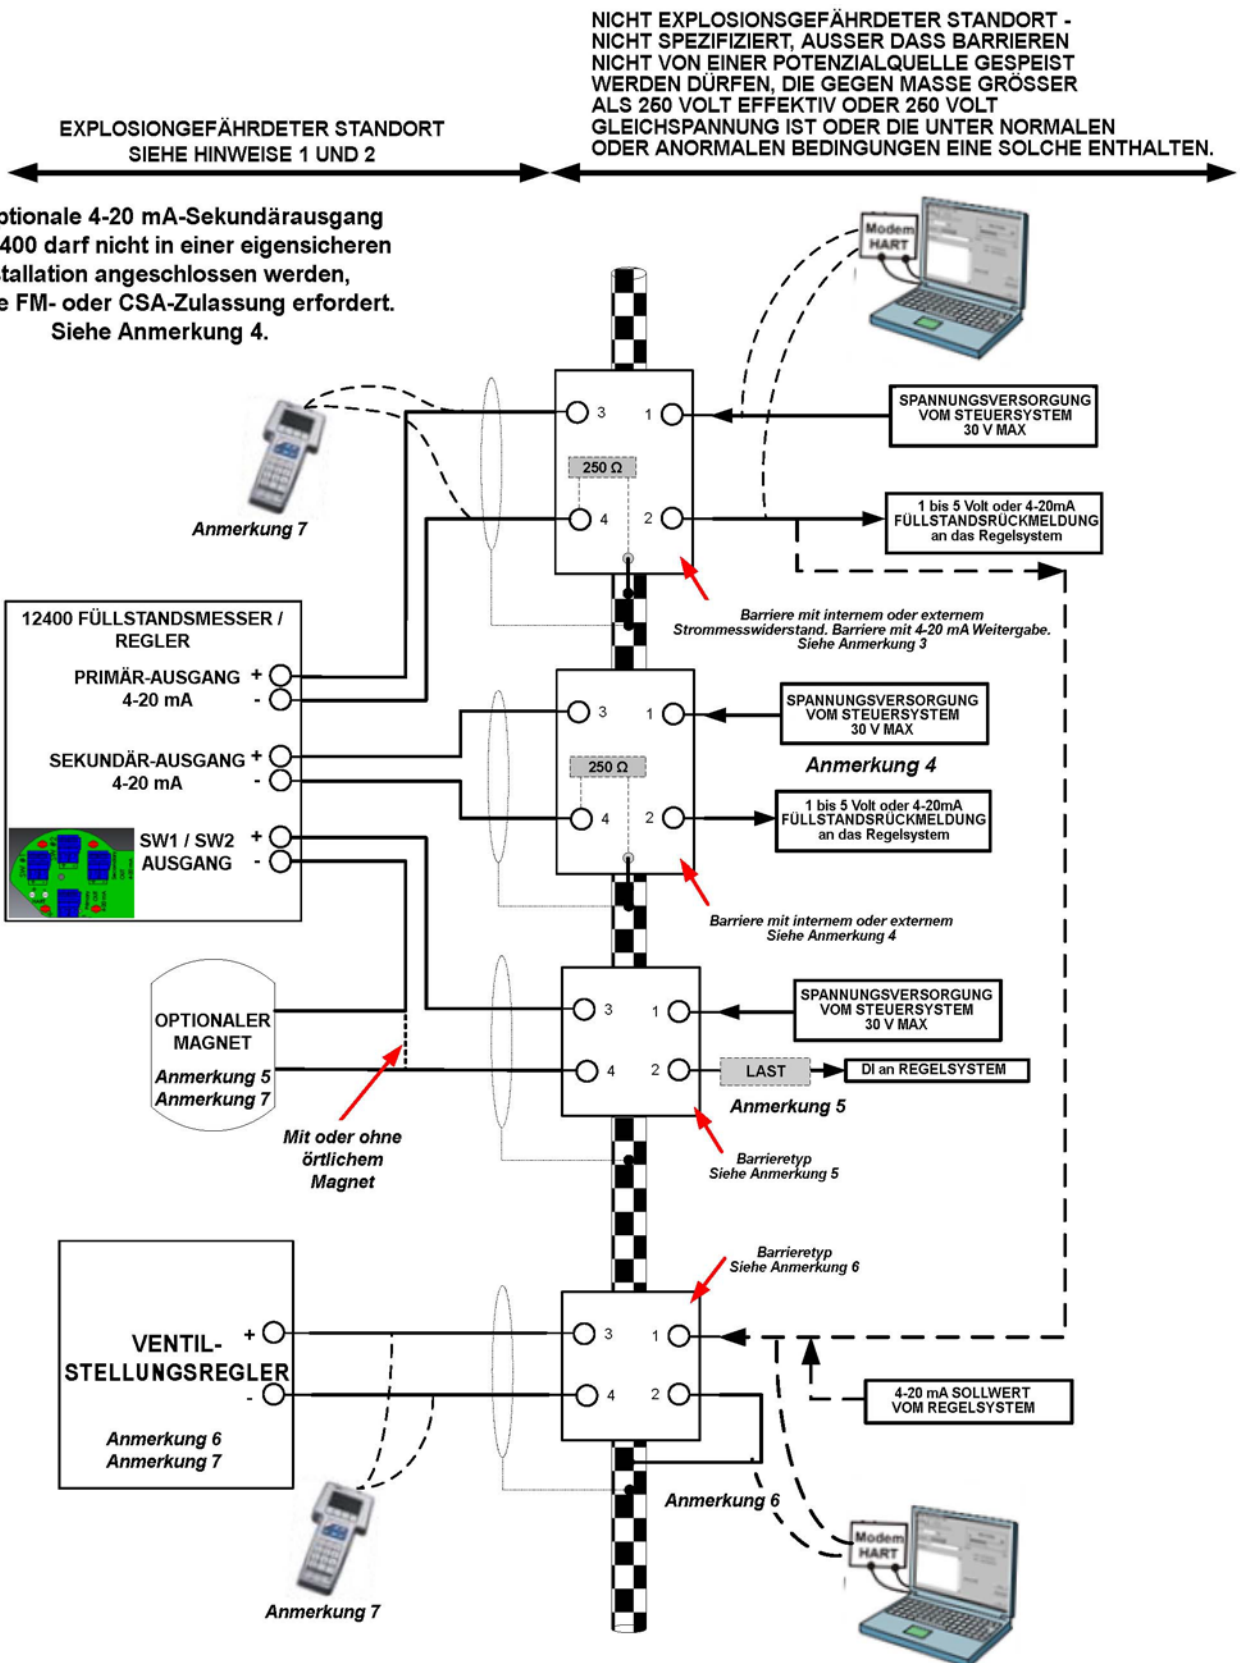 NICHT EXPLOSIONSGEFÄHRDETER STANDORT -
NICHT SPEZIFIZIERT, AUSSER DASS BARRIEREN
NICHT VON EINER POTENZIALQUELLE GESPEIST
WERDEN DÜRFEN, DIE GEGEN MASSE GRÖSSER
ALS 250 VOLT EFFEKTIV ODER 250 VOLT
GLEICHSPANNUNG IST ODER DIE UNTER NORMALEN
ODER ANORMALEN BEDINGUNGEN EINE SOLCHE ENTHALTEN.
EXPLOSIONGEFÄHRDETER STANDORT
SIEHE HINWEISE 1 UND 2
ptionale 4-20 mA-Sekundärausgang
400 darf nicht in einer eigensicheren
stallation angeschlossen werden,
e FM- oder CSA-Zulassung erfordert.
Siehe Anmerkung 4.
Modem
HART
Anmerkung 7
3
1
250 Ω
4
2
SPANNUNGSVERSORGUNG
VOM STEUERSYSTEM
30 V MAX
1 bis 5 Volt oder 4-20mA
FÜLLSTANDSRÜCKMELDUNG
an das Regelsystem
Barriere mit internem oder externem
Strommesswiderstand. Barriere mit 4-20 mA Weitergabe.
Siehe Anmerkung 3
12400 FÜLLSTANDSMESSER /
REGLER
PRIMÄR-AUSGANG +
4-20 mA -
SEKUNDÄR-AUSGANG +
4-20 mA -
SW1 / SW2 +
AUSGANG -
3
1
250 Ω
4
2
SPANNUNGSVERSORGUNG
VOM STEUERSYSTEM
30 V MAX
Anmerkung 4
1 bis 5 Volt oder 4-20mA
FÜLLSTANDSRÜCKMELDUNG
an das Regelsystem
Barriere mit internem oder externem
Siehe Anmerkung 4
OPTIONALER
MAGNET
Anmerkung 5
Anmerkung 7
Mit oder ohne
örtlichem
Magnet
3
1
4
2
SPANNUNGSVERSORGUNG
VOM STEUERSYSTEM
30 V MAX
LAST
DI an REGELSYSTEM
Anmerkung 5
Barrieretyp
Siehe Anmerkung 5
Barrieretyp
Siehe Anmerkung 6
VENTIL-
STELLUNGSREGLER
+
-
Anmerkung 6
Anmerkung 7
3
1
4
2
4-20 mA SOLLWERT
VOM REGELSYSTEM
Anmerkung 6
Anmerkung 7
Modem
HART